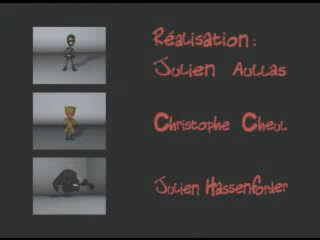 Réalisation:
Julien Aullas
Christophe Cheul
Julien Hassenforder